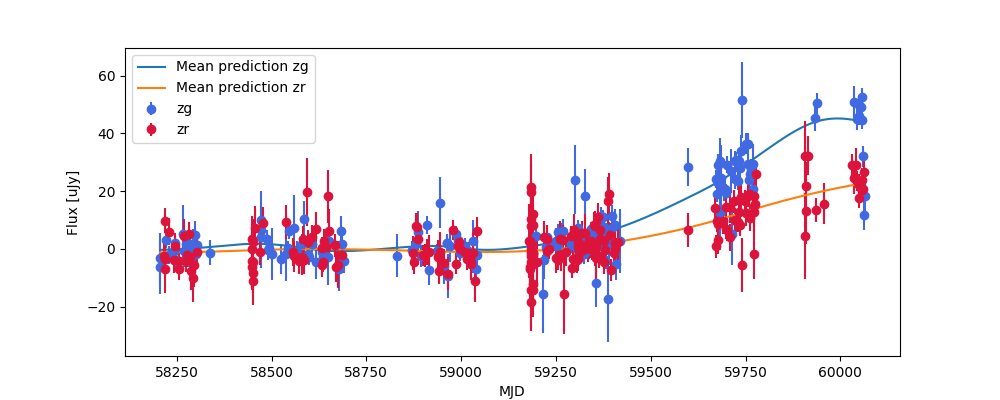 Mean prediction zg
Mean prediction zr
zg
zr
Flux [uJy]
60
40
20
0
−20
58250 58500 58750 59000 59250 59500 59750 60000
MJD